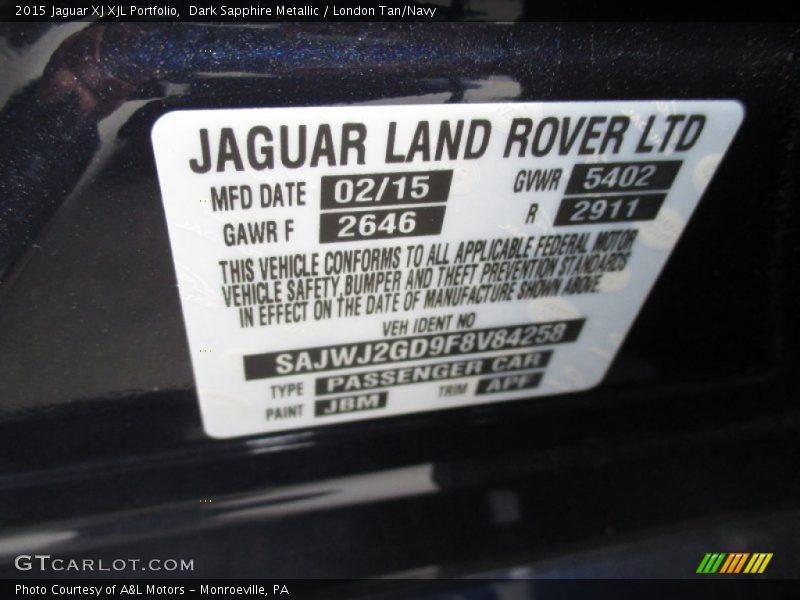 2015 Jaguar XJ XJL Portfolio, Dark Sapphire Metallic / London Tan/Navy
JAGUAR LAND ROVER LTD
MFD DATE 02/15 GVWR 5402
GAWR F 2646 R 2911
THIS VEHICLE CONFORMS TO ALL APPLICABLE FEDERAL MOTOR
VEHICLE SAFETY, BUMPER AND THEFT PREVENTION STANDARDS
IN EFFECT ON THE DATE OF MANUFACTURE SHOWN ABOVE.
VEH IDENT NO
SAJWJ2GD9F8V84258
TYPE PASSENGER CAR
PAINT JBM TRIM APF
GTCARLOT.COM
Photo Courtesy of A&L Motors – Monroeville, PA